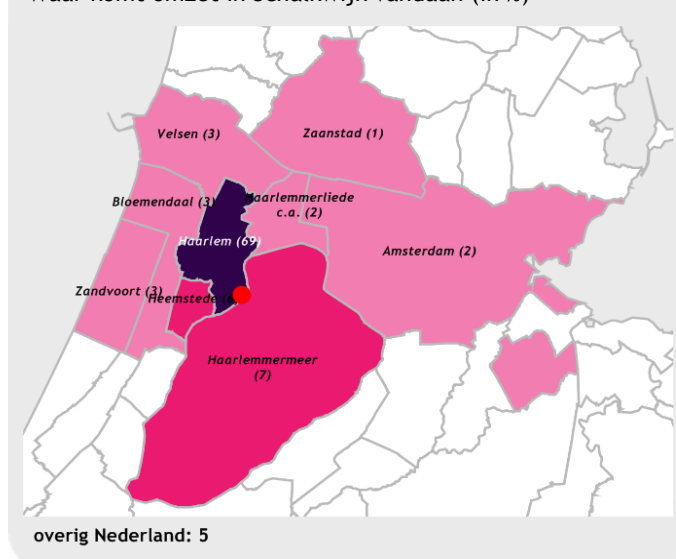 Velsen (3)
Zaanstad (1)
Bloemendaal (3)
Haarlemmerliede
c.a. (2)
Haarlem (69)
Amsterdam (2)
Zandvoort (3)
Heemstede
Haarlemmermeer
(7)
overig Nederland: 5